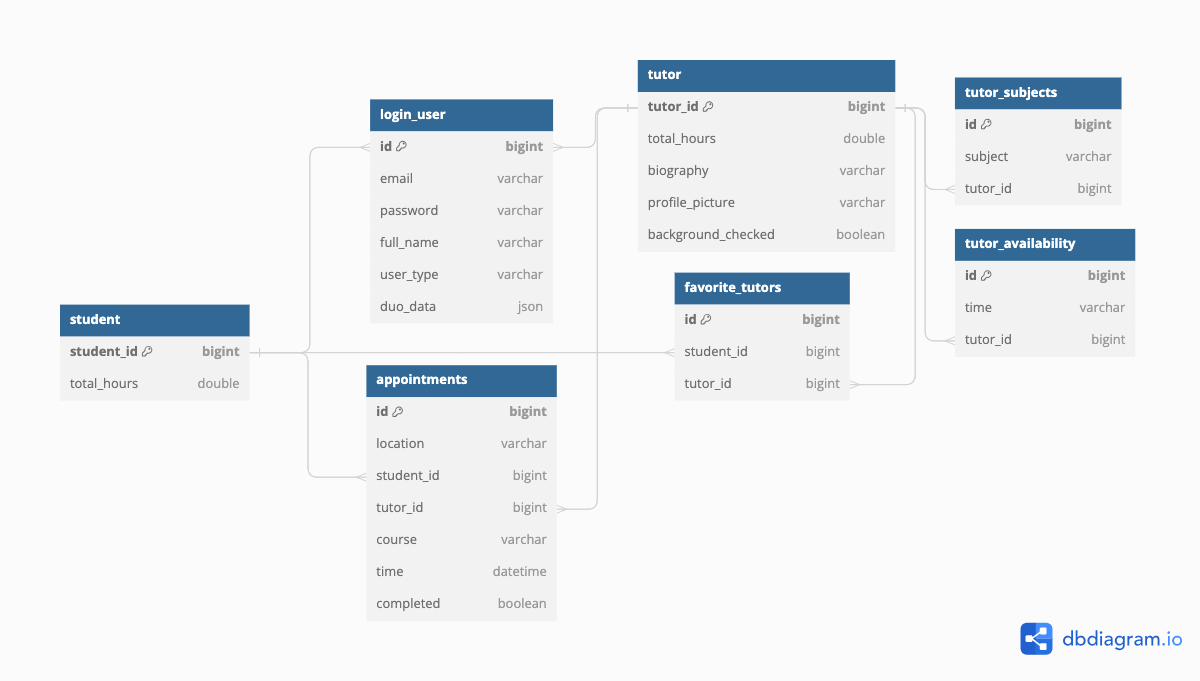 login_user
id bigint
email varchar
password varchar
full_name varchar
user_type varchar
duo_data json
tutor
tutor_id bigint
total_hours double
biography varchar
profile_picture varchar
background_checked boolean
tutor_subjects
id bigint
subject varchar
tutor_id bigint
tutor_availability
id bigint
time varchar
tutor_id bigint
favorite_tutors
id bigint
student_id bigint
tutor_id bigint
student
student_id bigint
total_hours double
appointments
id bigint
location varchar
student_id bigint
tutor_id bigint
course varchar
time datetime
completed boolean
dbdiagram.io